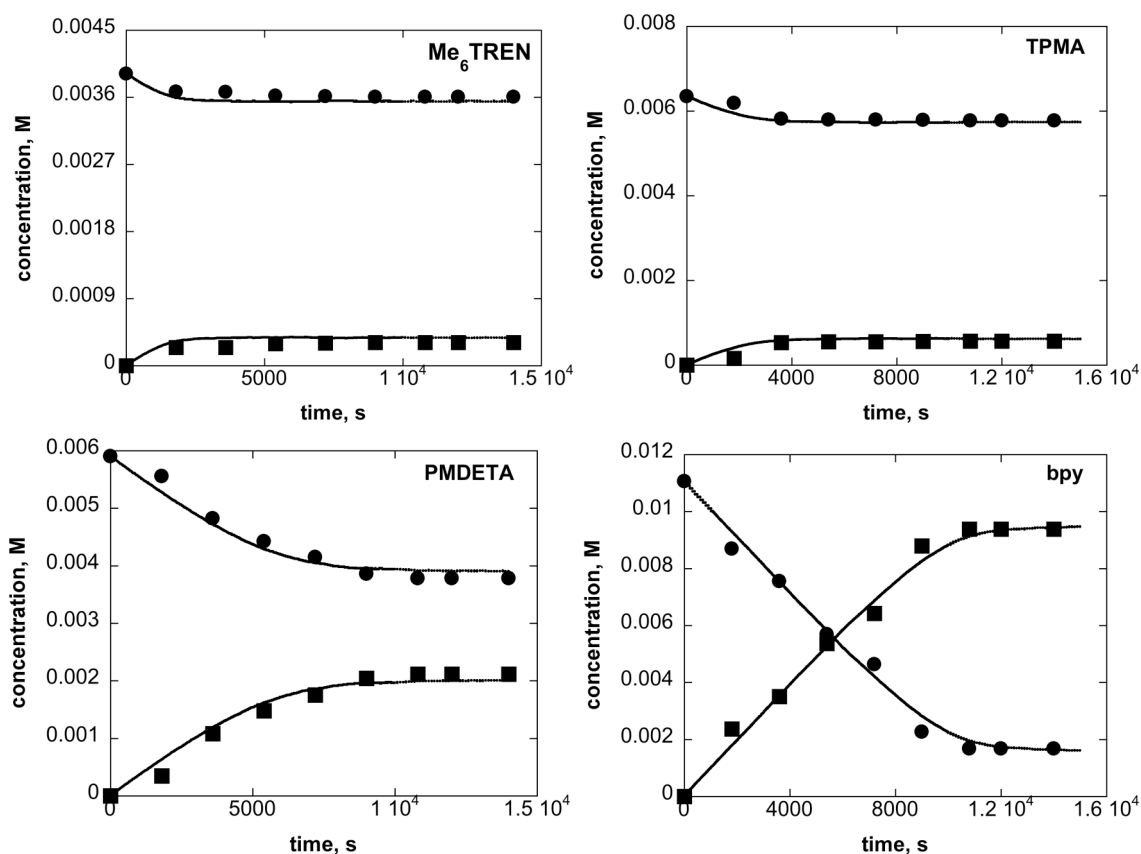 Me6TREN
concentration, M
0.0045
0.0036
0.0027
0.0018
0.0009
0
0 5000 1 10^4 1.5 10^4
time, s
TPMA
concentration, M
0.008
0.006
0.004
0.002
0
0 4000 8000 1.2 10^4 1.6 10^4
time, s
PMDETA
concentration, M
0.006
0.005
0.004
0.003
0.002
0.001
0
0 5000 1 10^4 1.5 10^4
time, s
bpy
concentration, M
0.012
0.01
0.008
0.006
0.004
0.002
0
0 4000 8000 1.2 10^4 1.6 10^4
time, s